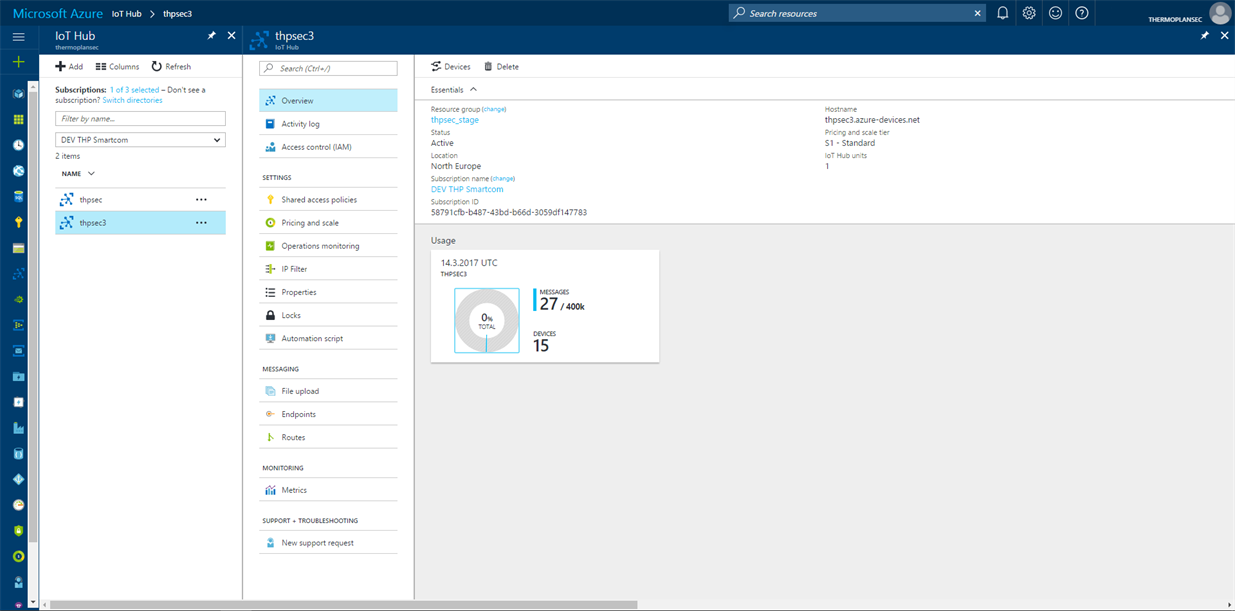 Microsoft Azure IoT Hub thpsec3
Search resources
THERMOPLANSEC
IoT Hub
thermoplansec
Add Columns Refresh
Subscriptions: 1 of 3 selected – Don't see a
subscription? Switch directories
Filter by name...
DEV THP Smartcom
2 items
NAME
thpsec
thpsec3
thpsec3
IoT Hub
Search (Ctrl+/)
Overview
Activity log
Access control (IAM)
SETTINGS
Shared access policies
Pricing and scale
Operations monitoring
IP Filter
Properties
Locks
Automation script
MESSAGING
File upload
Endpoints
Routes
MONITORING
Metrics
SUPPORT + TROUBLESHOOTING
New support request
Devices Delete
Essentials
Resource group (change)
thpsec_stage
Status
Active
Location
North Europe
Subscription name (change)
DEV THP Smartcom
Subscription ID
58791cfb-b487-43bd-b66d-3059df147783
Hostname
thpsec3.azure-devices.net
Pricing and scale tier
S1 - Standard
IoT Hub units
1
Usage
14.3.2017 UTC
THPSEC3
0%
TOTAL
MESSAGES
27 / 400k
DEVICES
15